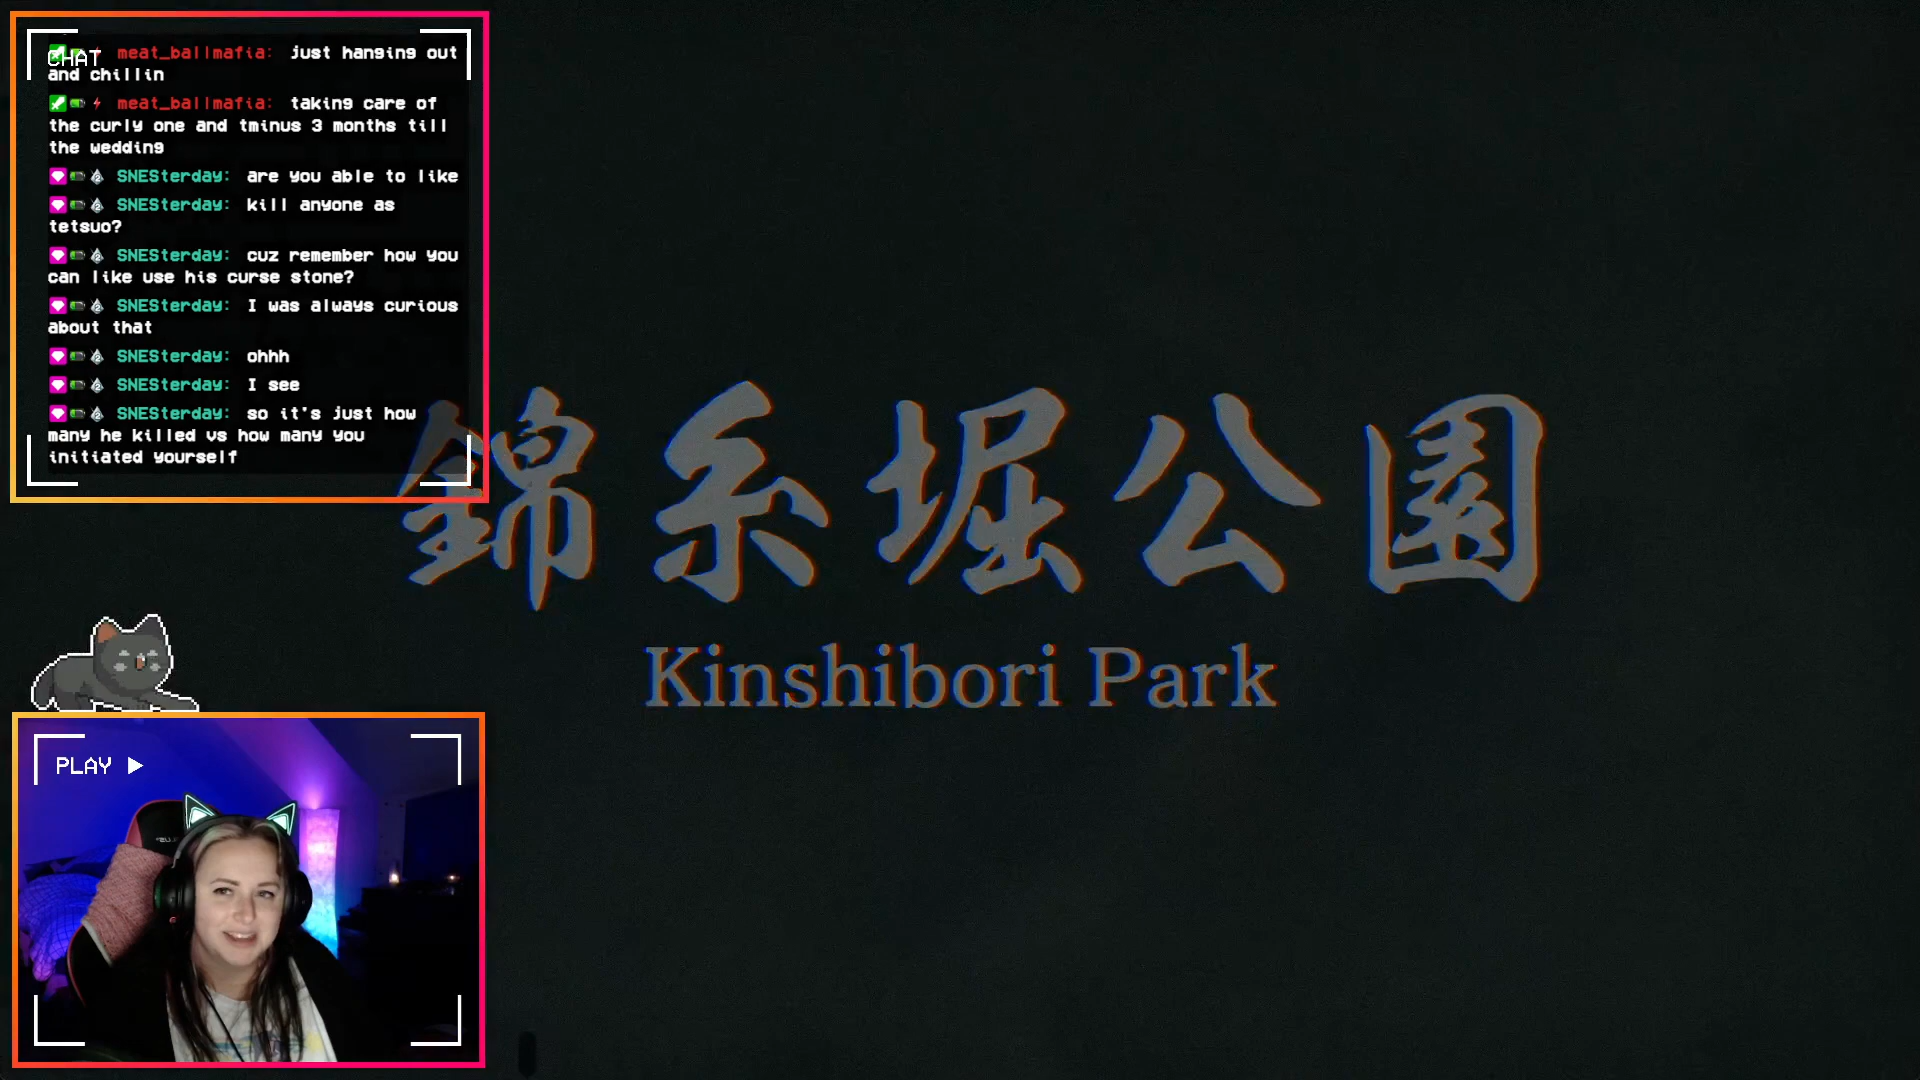 CHAT
meat_ballmafia: just hanging out
and chillin
meat_ballmafia: taking care of
the curly one and tminus 3 months till
the wedding
SNESterday: are you able to like
SNESterday: kill anyone as
tetsuo?
SNESterday: cuz remember how you
can like use his curse stone?
SNESterday: I was always curious
about that
SNESterday: ohhh
SNESterday: I see
SNESterday: so it's just how
many he killed vs how many you
initiated yourself
錦糸堀公園
Kinshibori Park
PLAY